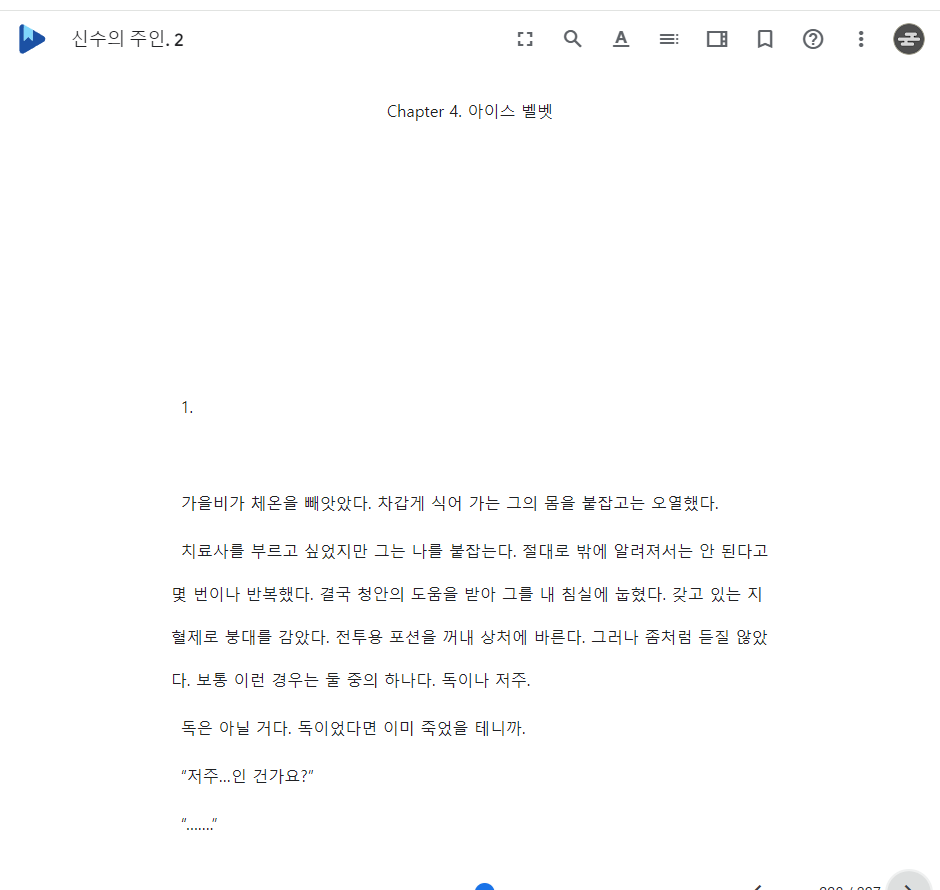 신수의 주인. 2
Chapter 4. 아이스 벨벳
1.
가을비가 체온을 빼앗았다. 차갑게 식어 가는 그의 몸을 붙잡고는 오열했다.
치료사를 부르고 싶었지만 그는 나를 붙잡는다. 절대로 밖에 알려져서는 안 된다고
몇 번이나 반복했다. 결국 청안의 도움을 받아 그를 내 침실에 눕혔다. 갖고 있는 지
혈제로 붕대를 감았다. 전투용 포션을 꺼내 상처에 바른다. 그러나 좀처럼 듣질 않았
다. 보통 이런 경우는 둘 중의 하나다. 독이나 저주.
독은 아닐 거다. 독이었다면 이미 죽었을 테니까.
“저주…인 건가요?”
“…….”